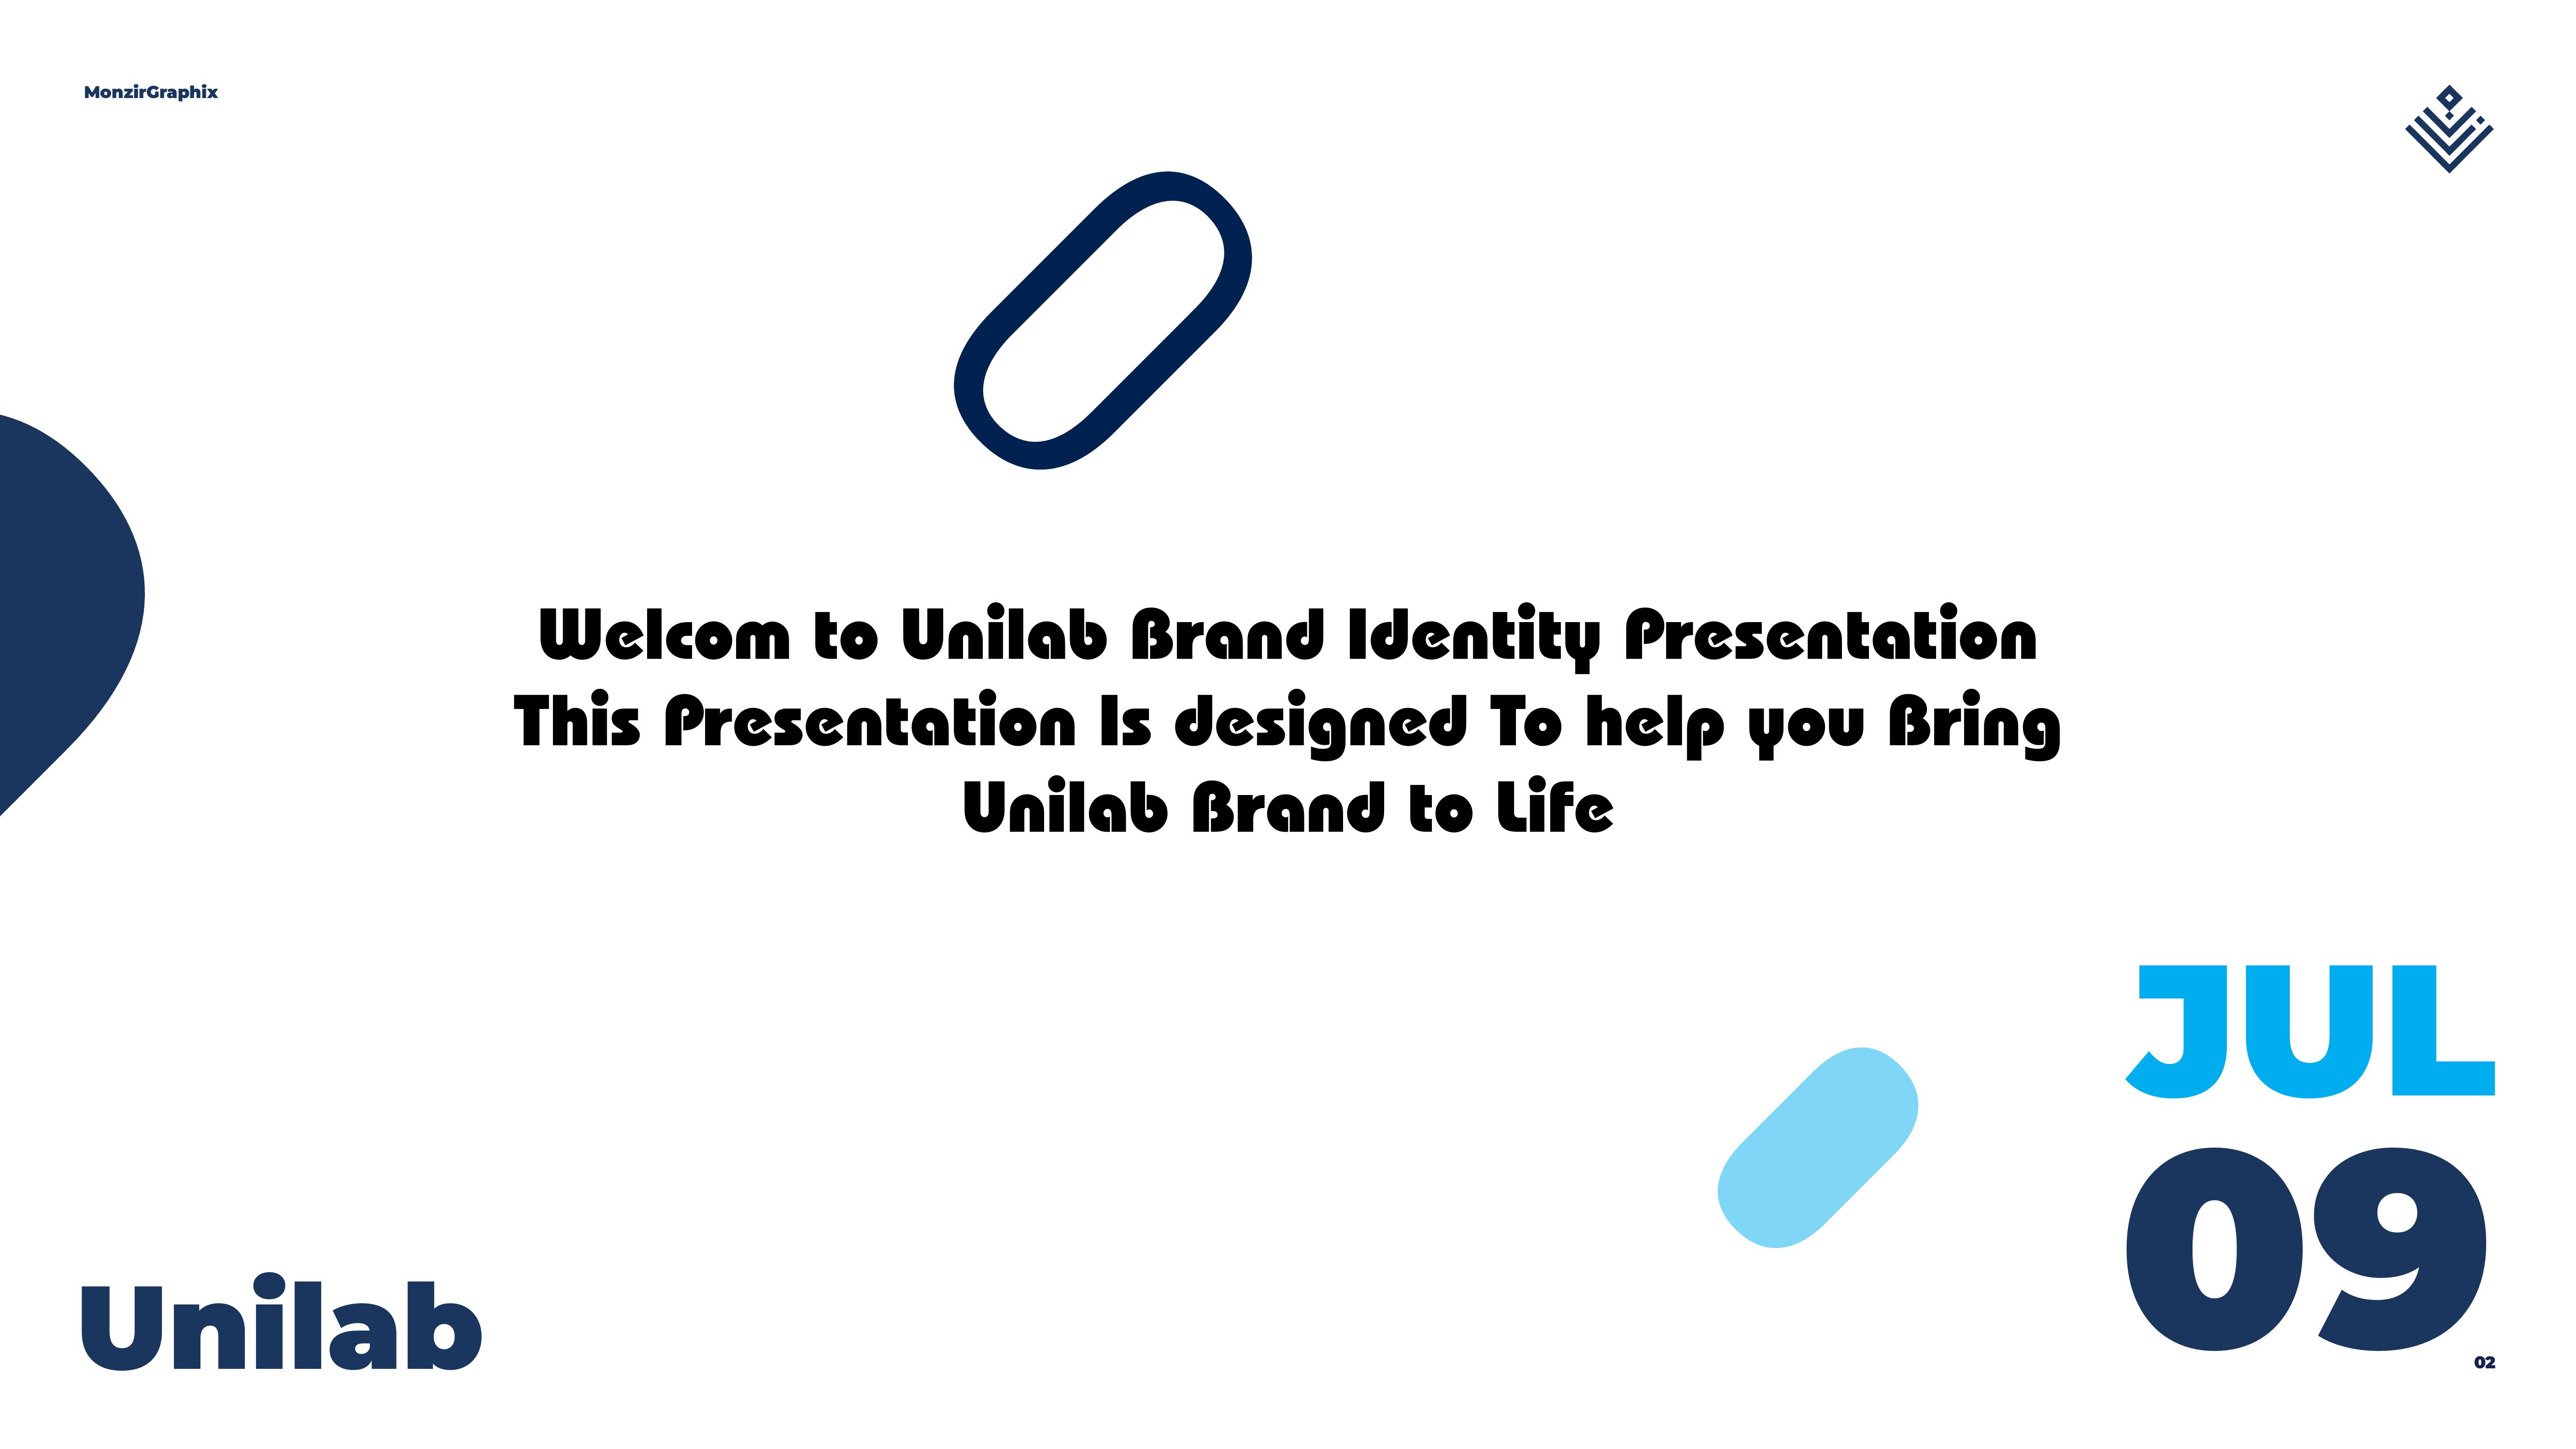 MonzirGraphix
Welcom to Unilab Brand Identity Presentation
This Presentation Is designed To help you Bring
Unilab Brand to Life
JUL
09
Unilab
02